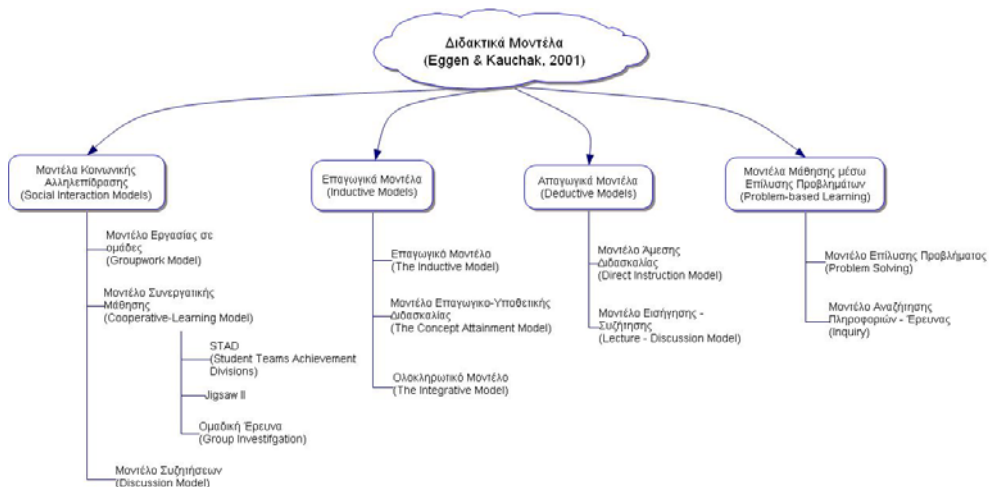 Διδακτικά Μοντέλα
(Eggen & Kauchak, 2001)
Μοντέλα Κοινωνικής
Αλληλεπίδρασης
(Social Interaction Models)
Μοντέλο Εργασίας σε
ομάδες
(Groupwork Model)
Μοντέλο Συνεργατικής
Μάθησης
(Cooperative-Learning Model)
STAD
(Student Teams Achievement
Divisions)
Jigsaw II
Ομαδική Έρευνα
(Group Investifgation)
Μοντέλο Συζητήσεων
(Discussion Model)
Επαγωγικά Μοντέλα
(Inductive Models)
Επαγωγικό Μοντέλο
(The Inductive Model)
Μοντέλο Επαγωγικο-Υποθετικής
Διδασκαλίας
(The Concept Attainment Model)
Ολοκληρωτικό Μοντέλο
(The Integrative Model)
Απαγωγικά Μοντέλα
(Deductive Models)
Μοντέλο Άμεσης
Διδασκαλίας
(Direct Instruction Model)
Μοντέλο Εισήγησης -
Συζήτησης
(Lecture - Discussion Model)
Μοντέλα Μάθησης μέσω
Επίλυσης Προβλημάτων
(Problem-based Learning)
Μοντέλο Επίλυσης Προβλήματος
(Problem Solving)
Μοντέλο Αναζήτησης
Πληροφοριών - Έρευνας
(Inquiry)